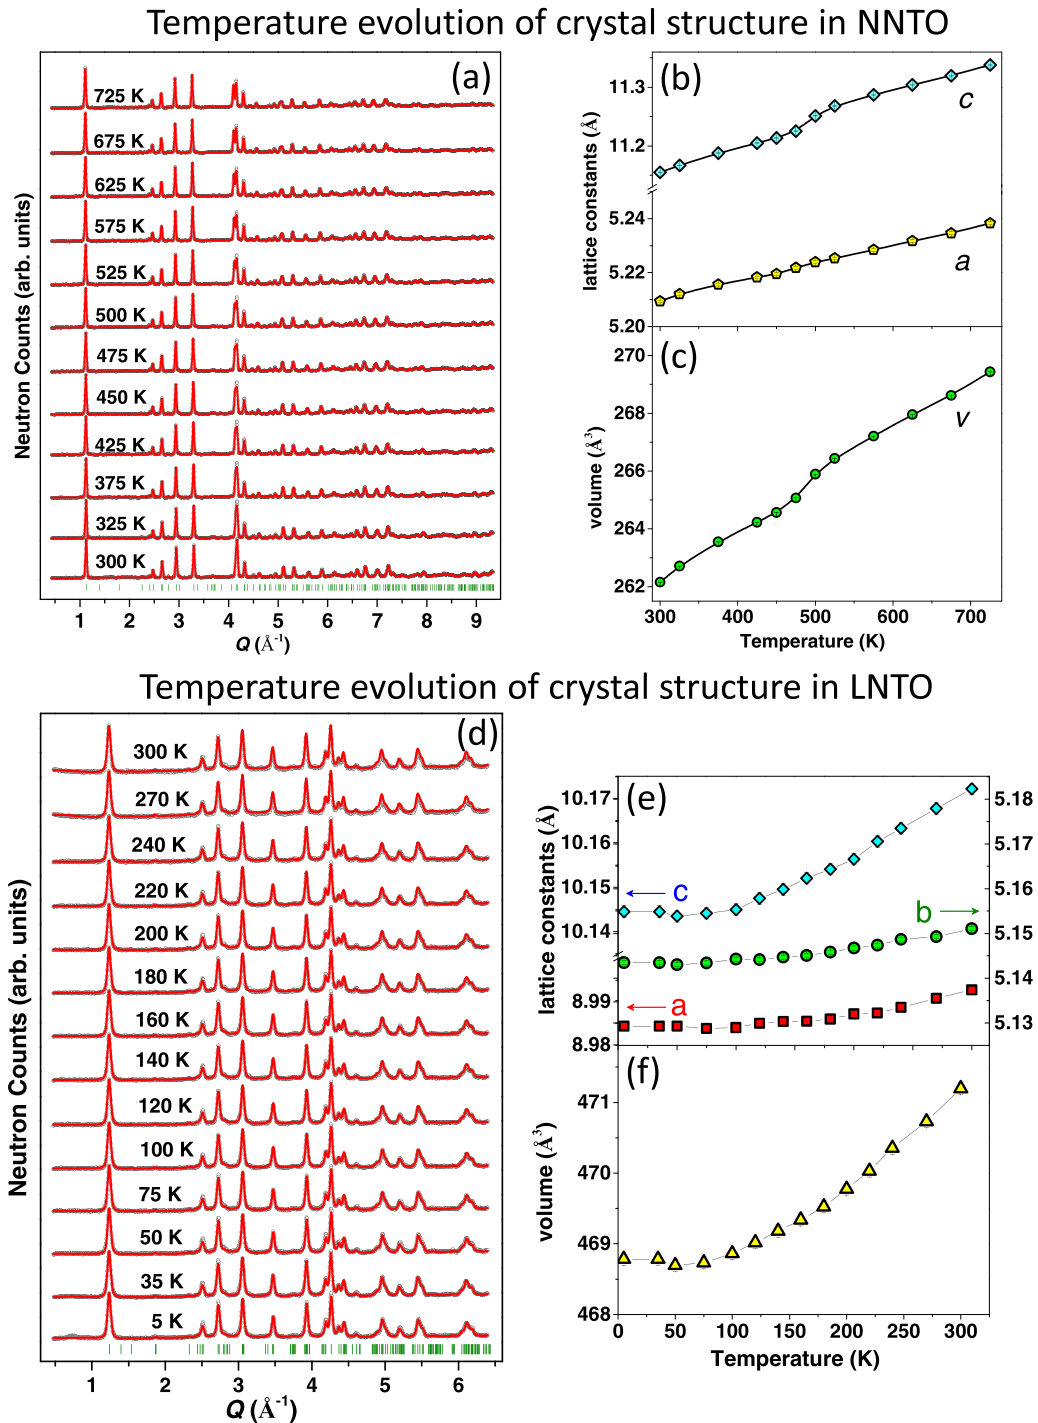 Temperature evolution of crystal structure in NNTO
(a)
725 K
675 K
625 K
575 K
525 K
500 K
475 K
450 K
425 K
375 K
325 K
300 K
Neutron Counts (arb. units)
1 2 3 4 5 6 7 8 9
Q (Å-1)
(b)
c
a
11.3
11.2
5.24
5.22
5.20
lattice constants (Å)
(c)
v
270
268
266
264
262
volume (Å3)
300 400 500 600 700
Temperature (K)
Temperature evolution of crystal structure in LNTO
(d)
300 K
270 K
240 K
220 K
200 K
180 K
160 K
140 K
120 K
100 K
75 K
50 K
35 K
5 K
Neutron Counts (arb. units)
1 2 3 4 5 6
Q (Å-1)
(e)
c
b
a
10.17
10.16
10.15
10.14
8.99
8.98
lattice constants (Å)
5.18
5.17
5.16
5.15
5.14
5.13
(f)
471
470
469
468
volume (Å3)
0 50 100 150 200 250 300
Temperature (K)